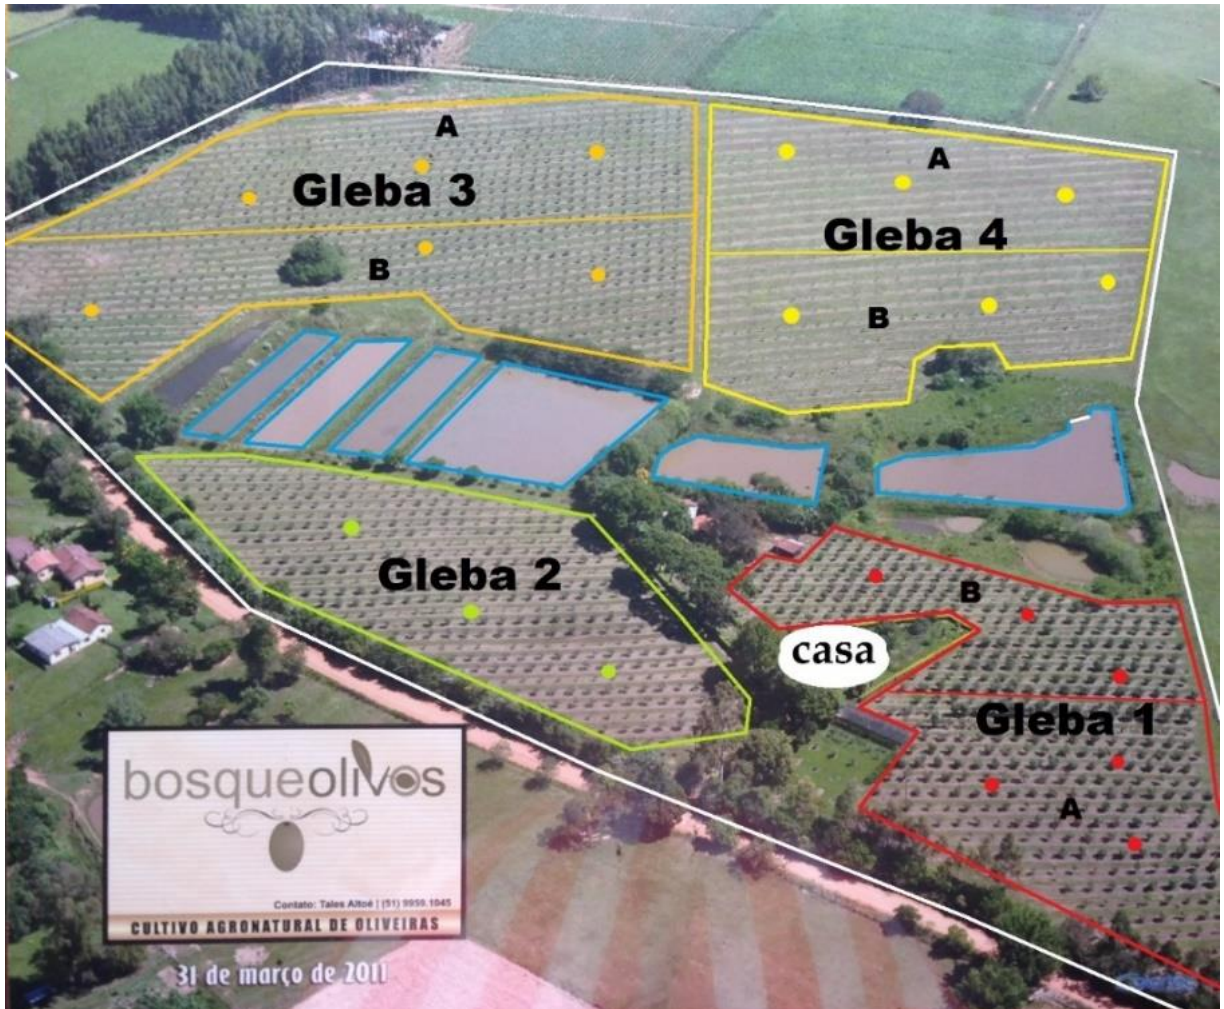 A
Gleba 3
B
A
Gleba 4
B
Gleba 2
B
casa
Gleba 1
A
bosqueolivos
Contato: Tales Altoé | (51) 9959.1045
CULTIVO AGRONATURAL DE OLIVEIRAS
31 de março de 2011